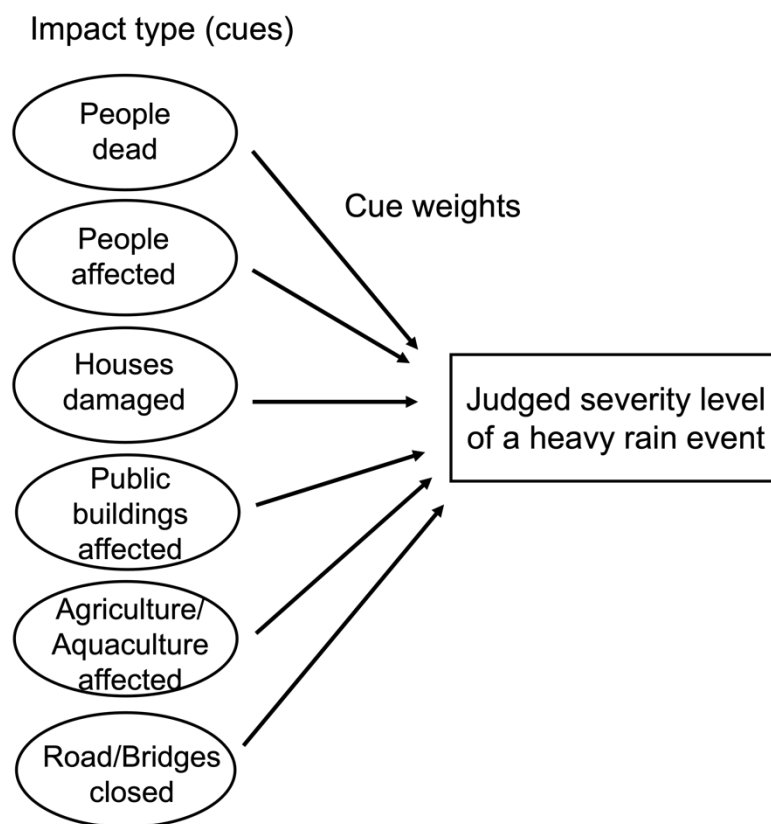 Impact type (cues)
People
dead
Cue weights
People
affected
Houses
damaged
Judged severity level
of a heavy rain event
Public
buildings
affected
Agriculture/
Aquaculture
affected
Road/Bridges
closed